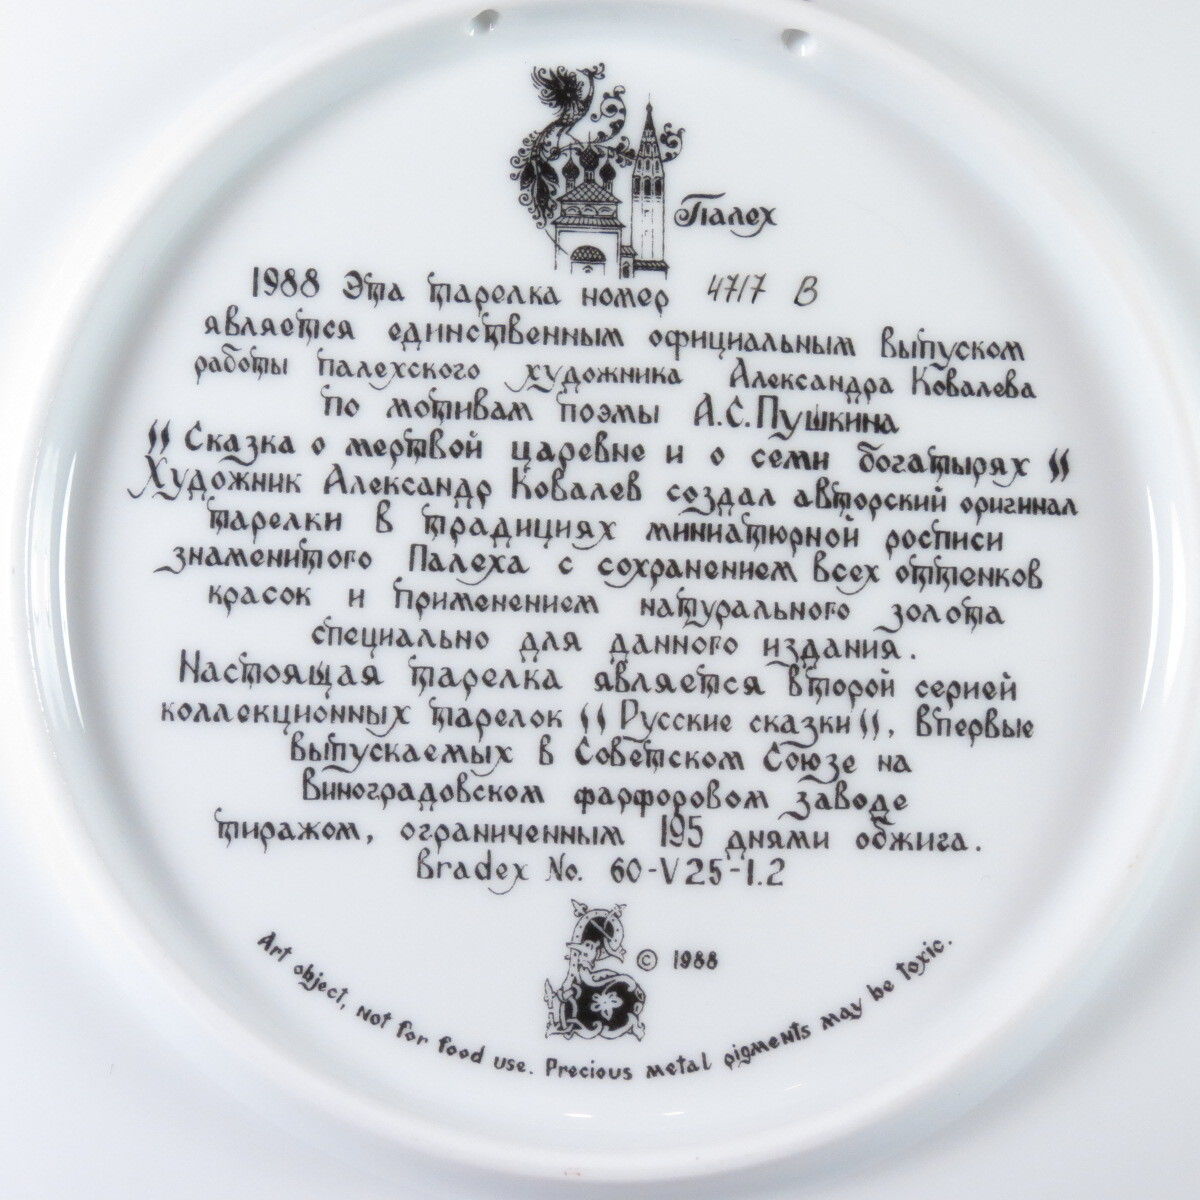 Палех
1988 Эта тарелка номер 4717 В
является единственным официальным выпуском
работы палехского художника Александра Ковалева
по мотивам поэмы А.С.Пушкина
"Сказка о мертвой царевне и о семи богатырях"
Художник Александр Ковалев создал авторский оригинал
тарелки в традициях миниатюрной росписи
знаменитого Палеха с сохранением всех оттенков
красок и применением натурального золота
специально для данного издания.
Настоящая тарелка является второй серией
коллекционных тарелок "Русские сказки", впервые
выпускаемых в Советском Союзе на
Виноградовском фарфоровом заводе
тиражом, ограниченным 195 днями обжига.
Bradex No. 60-V25-1.2
© 1988
Art object, not for food use. Precious metal pigments may be toxic.